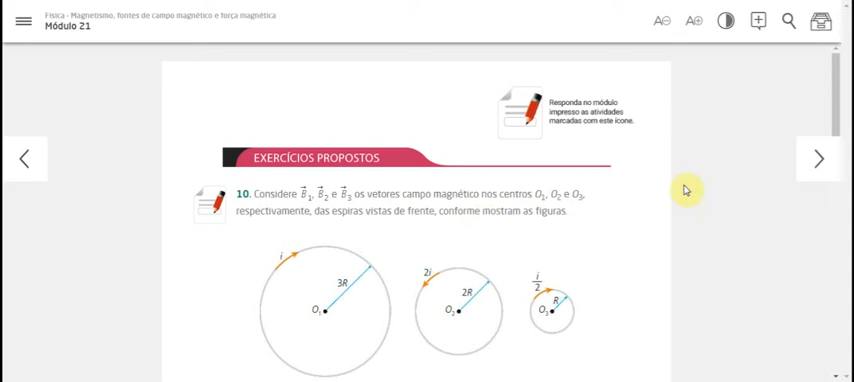 Física - Magnetismo, fontes de campo magnético e força magnética
Módulo 21
A⊖ A⊕
Responda no módulo
impresso as atividades
marcadas com este ícone.
EXERCÍCIOS PROPOSTOS
10. Considere B⃗₁, B⃗₂ e B⃗₃ os vetores campo magnético nos centros O₁, O₂ e O₃,
respectivamente, das espiras vistas de frente, conforme mostram as figuras.
i
3R
O₁
2i
2R
O₂
i/2
R
O₃